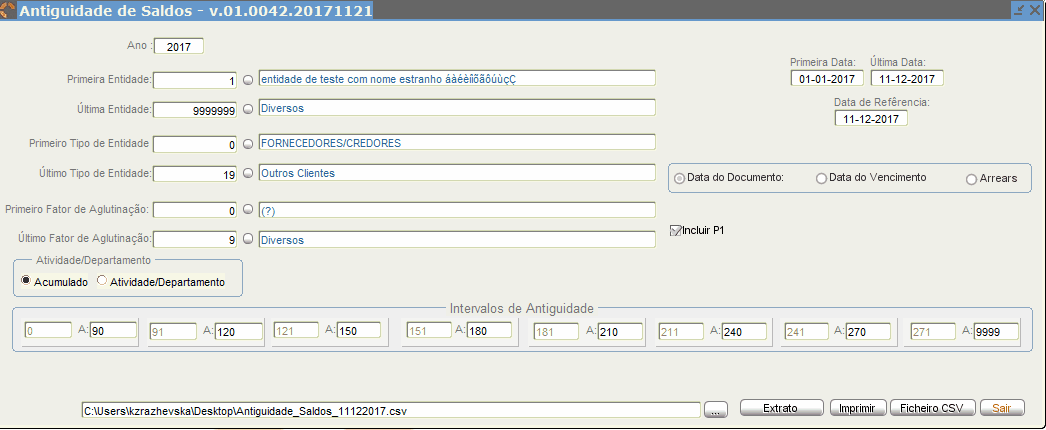 Antiguidade de Saldos - v.01.0042.20171121
Ano : 2017
Primeira Entidade: 1 entidade de teste com nome estranho áàéèíîõãôúùçÇ
Última Entidade: 9999999 Diversos
Primeiro Tipo de Entidade 0 FORNECEDORES/CREDORES
Último Tipo de Entidade: 19 Outros Clientes
Primeiro Fator de Aglutinação: 0 (?)
Último Fator de Aglutinação: 9 Diversos
Primeira Data: Última Data:
01-01-2017 11-12-2017
Data de Refêrencia:
11-12-2017
Data do Documento: Data do Vencimento Arrears
Incluir P1
Atividade/Departamento
Acumulado Atividade/Departamento
Intervalos de Antiguidade
0 A: 90 91 A: 120 121 A: 150 151 A: 180 181 A: 210 211 A: 240 241 A: 270 271 A: 9999
C:\Users\kzrazhevska\Desktop\Antiguidade_Saldos_11122017.csv ... Extrato Imprimir Ficheiro CSV Sair